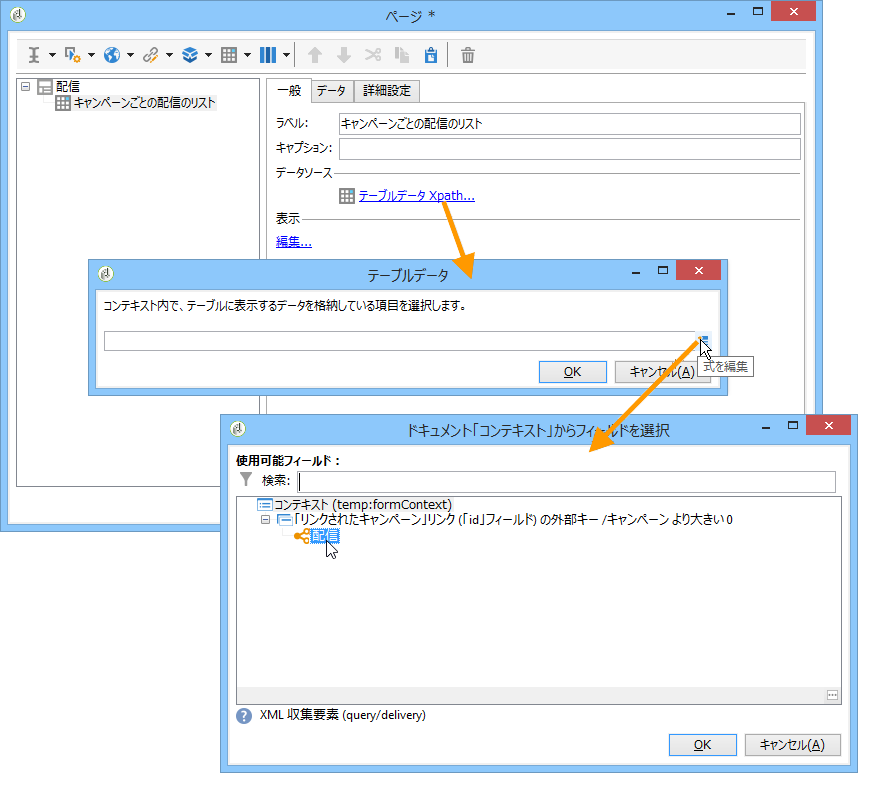 ページ *
配信
キャンペーンごとの配信のリスト
一般
データ
詳細設定
ラベル:
キャンペーンごとの配信のリスト
キャプション:
データソース
テーブルデータ Xpath...
表示
編集...
テーブルデータ
コンテキスト内で、テーブルに表示するデータを格納している項目を選択します。
OK
キャンセル(A)
式を編集
ドキュメント「コンテキスト」からフィールドを選択
使用可能フィールド：
検索:
コンテキスト (temp:formContext)
「リンクされたキャンペーン」リンク (「id」フィールド) の外部キー /キャンペーン より大きい 0
配信
XML 収集要素 (query/delivery)
OK
キャンセル(A)